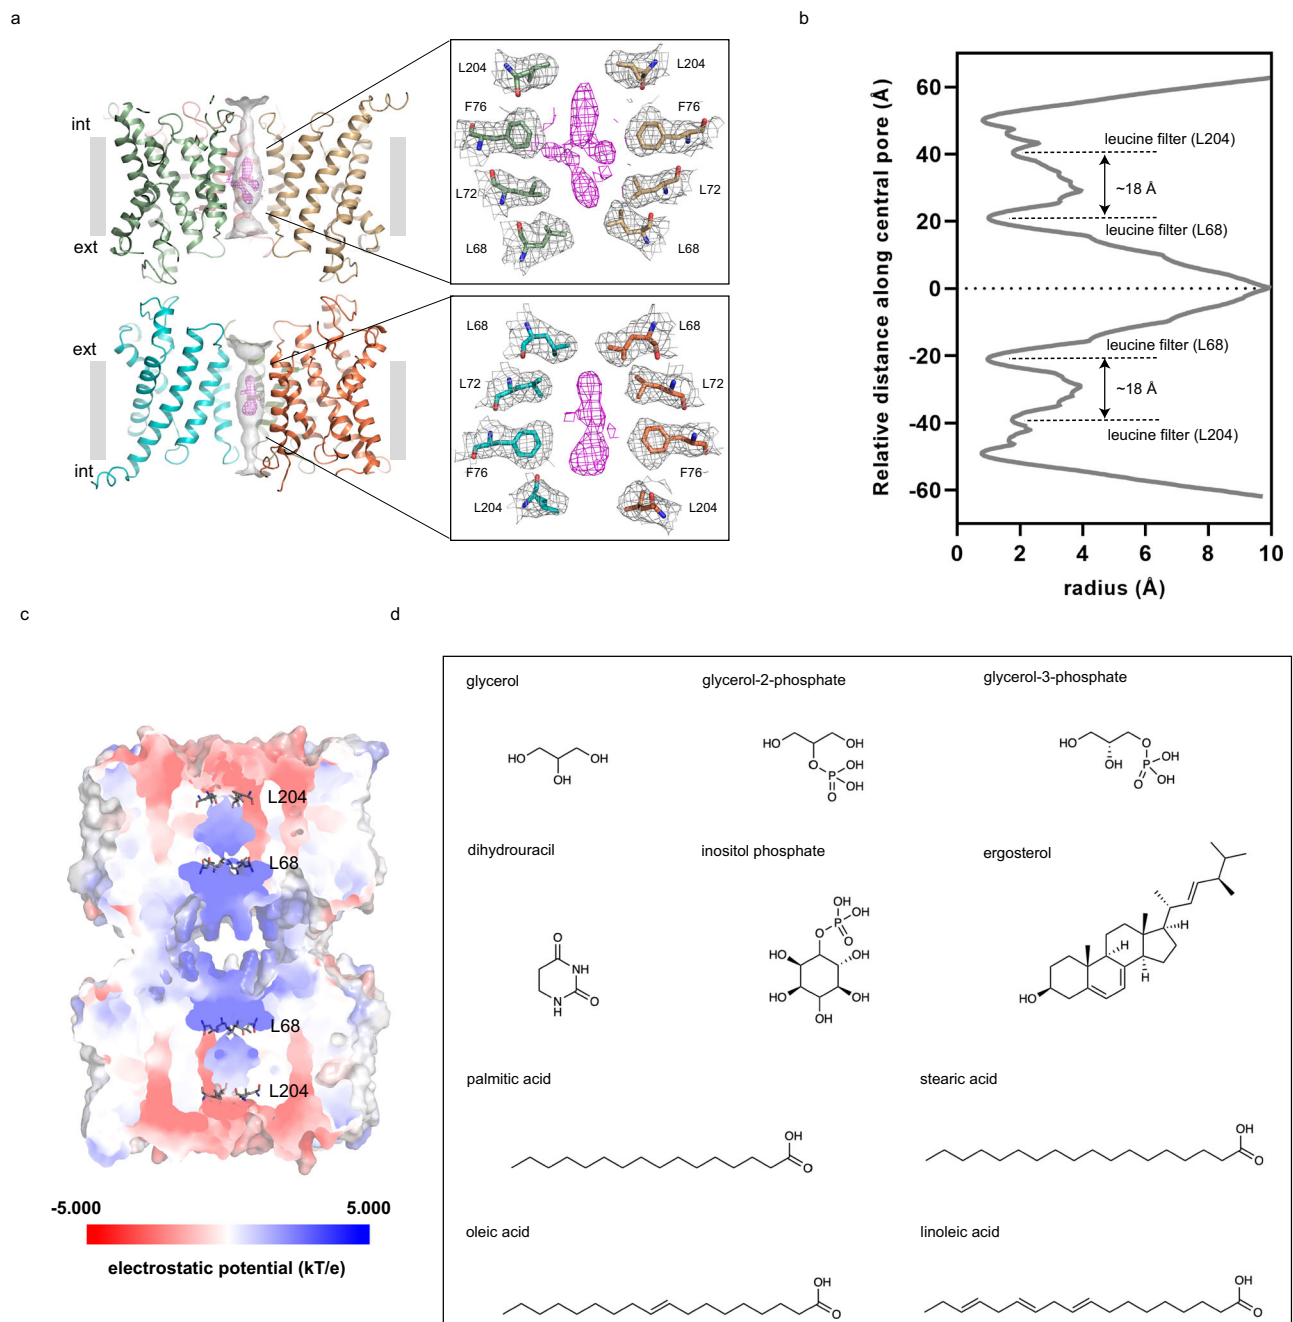 a
int
ext
ext
int
L204
L204
F76
F76
L72
L72
L68
L68
L68
L68
L72
L72
F76
F76
L204
L204
b
Relative distance along central pore (Å)
60
40
20
0
-20
-40
-60
leucine filter (L204)
~18 Å
leucine filter (L68)
leucine filter (L68)
~18 Å
leucine filter (L204)
0 2 4 6 8 10
radius (Å)
c
L204
L68
L68
L204
-5.000 5.000
electrostatic potential (kT/e)
d
glycerol
HO OH
OH
glycerol-2-phosphate
HO OH
O OH
P OH
O
glycerol-3-phosphate
HO O OH
OH P OH
O
dihydrouracil
O
NH
N O
H
inositol phosphate
OH
P OH
O O
HO OH
HO OH
OH
ergosterol
H
H
H
HO
palmitic acid
OH
O
stearic acid
OH
O
oleic acid
OH
O
linoleic acid
OH
O